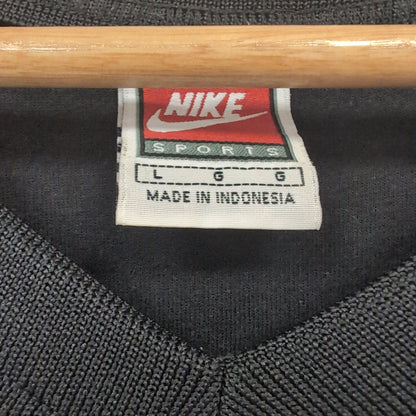 NIKE
SPORTS
L G G
MADE IN INDONESIA